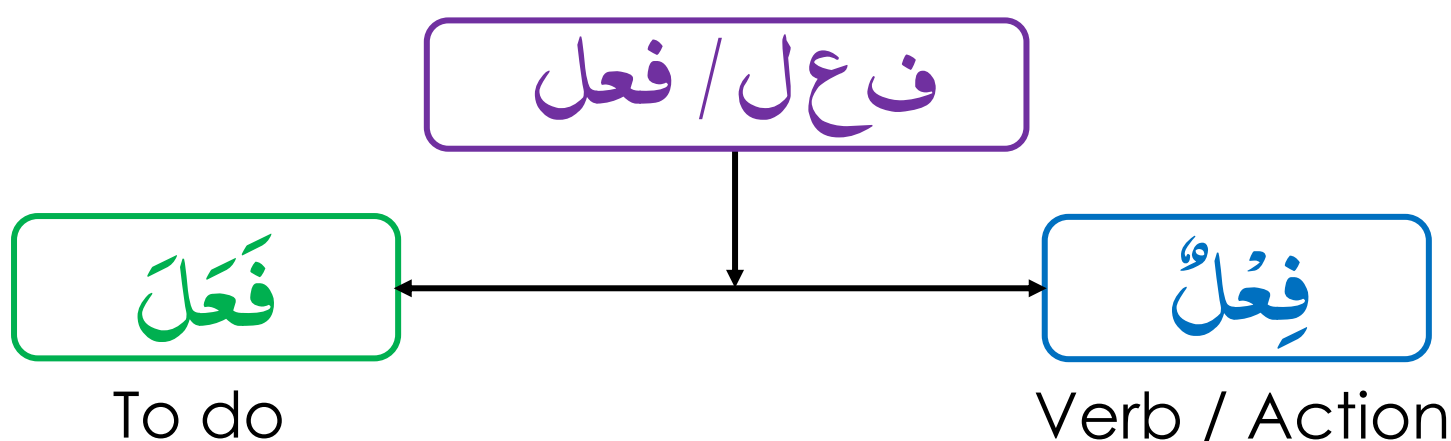 ف ع ل / فعل
فِعْلٌ
فَعَلَ
Verb / Action
To do